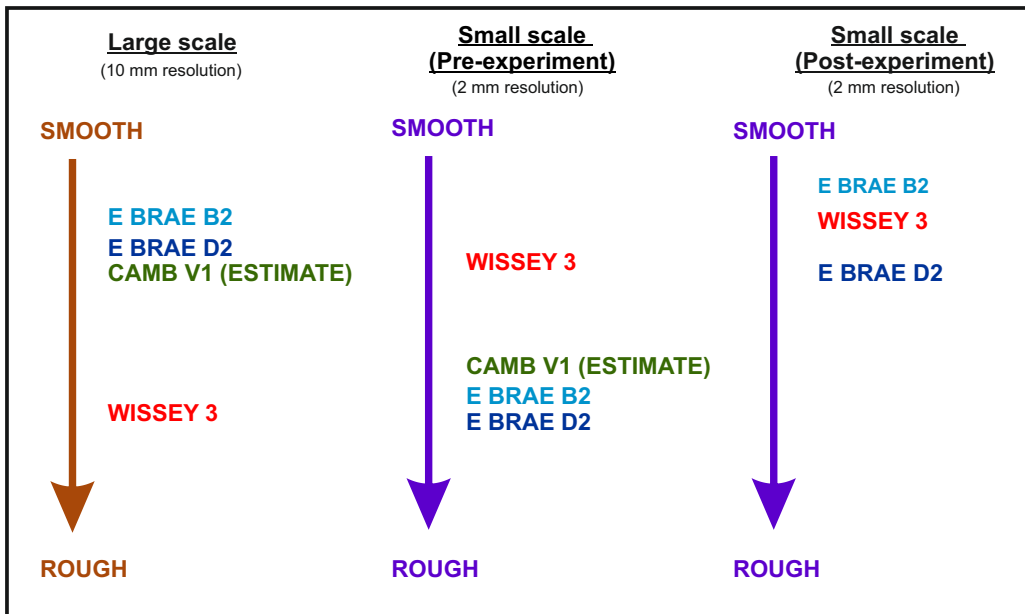 Large scale
(10 mm resolution)
SMOOTH
E BRAE B2
E BRAE D2
CAMB V1 (ESTIMATE)
WISSEY 3
ROUGH
Small scale
(Pre-experiment)
(2 mm resolution)
SMOOTH
WISSEY 3
CAMB V1 (ESTIMATE)
E BRAE B2
E BRAE D2
ROUGH
Small scale
(Post-experiment)
(2 mm resolution)
SMOOTH
E BRAE B2
WISSEY 3
E BRAE D2
ROUGH